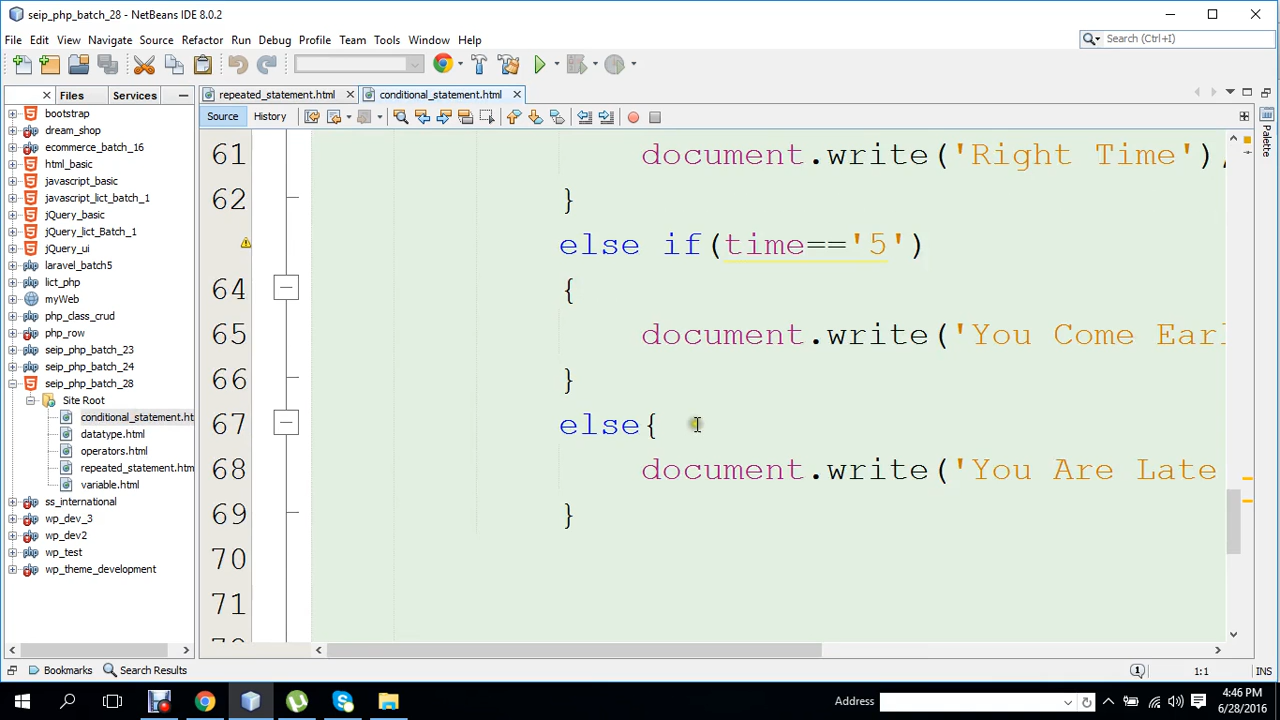 seip_php_batch_28 - NetBeans IDE 8.0.2
File Edit View Navigate Source Refactor Run Debug Profile Team Tools Window Help
Search (Ctrl+I)
Files Services
repeated_statement.html conditional_statement.html
Source History
Palette
bootstrap
dream_shop
ecommerce_batch_16
html_basic
javascript_basic
javascript_lict_batch_1
jQuery_basic
jQuery_lict_Batch_1
jQuery_ui
laravel_batch5
lict_php
myWeb
php_class_crud
php_row
seip_php_batch_23
seip_php_batch_24
seip_php_batch_28
Site Root
conditional_statement.ht
datatype.html
operators.html
repeated_statement.htm
variable.html
ss_international
wp_dev_3
wp_dev2
wp_test
wp_theme_development
61 document.write('Right Time')
62 }
else if(time=='5')
64 {
65 document.write('You Come Earl
66 }
67 else{
68 document.write('You Are Late
69 }
70
71
Bookmarks Search Results
1 1:1 INS
Address
4:46 PM
6/28/2016